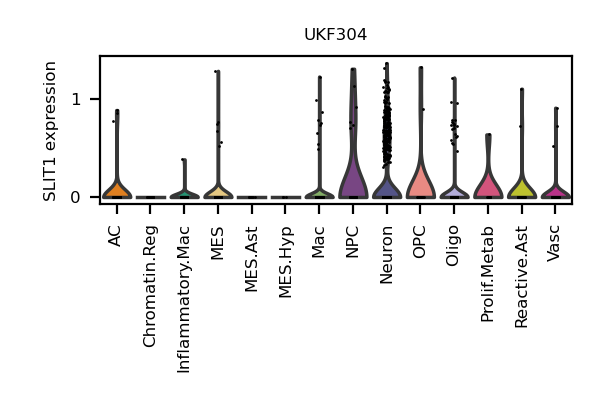 UKF304
SLIT1 expression
1
0
AC
Chromatin.Reg
Inflammatory.Mac
MES
MES.Ast
MES.Hyp
Mac
NPC
Neuron
OPC
Oligo
Prolif.Metab
Reactive.Ast
Vasc